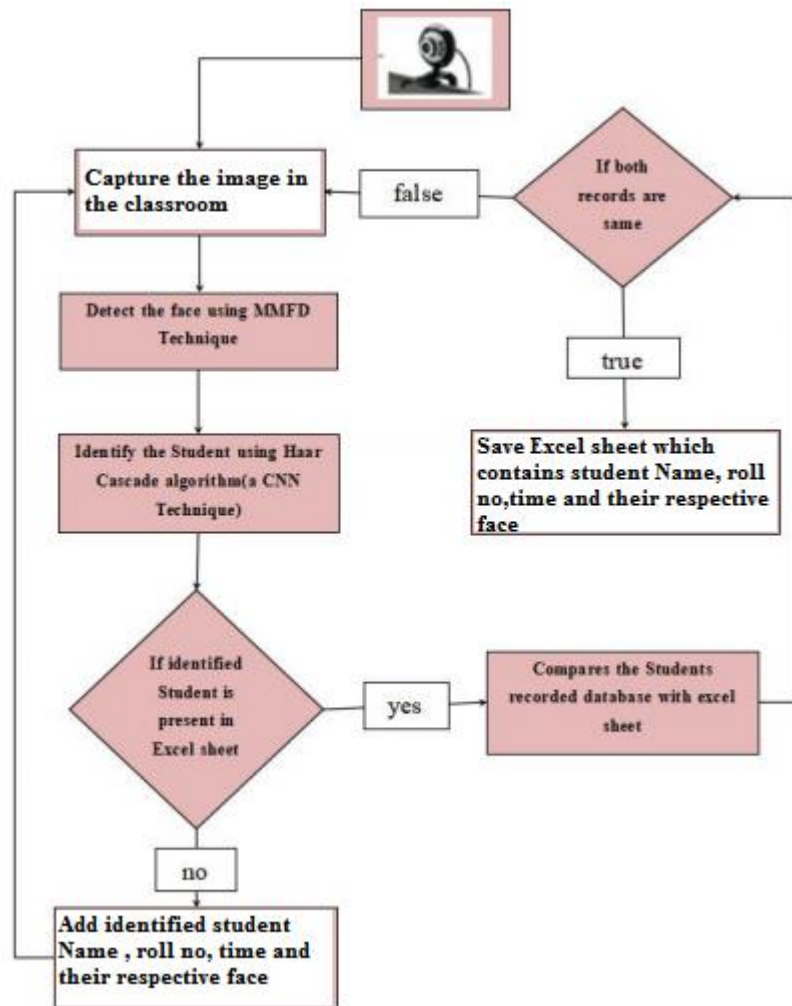 Capture the image in
the classroom
false
If both
records are
same
Detect the face using MMFD
Technique
true
Identify the Student using Haar
Cascade algorithm(a CNN
Technique)
Save Excel sheet which
contains student Name, roll
no,time and their respective
face
If identified
Student is
present in
Excel sheet
yes
Compares the Students
recorded database with excel
sheet
no
Add identified student
Name , roll no, time and
their respective face